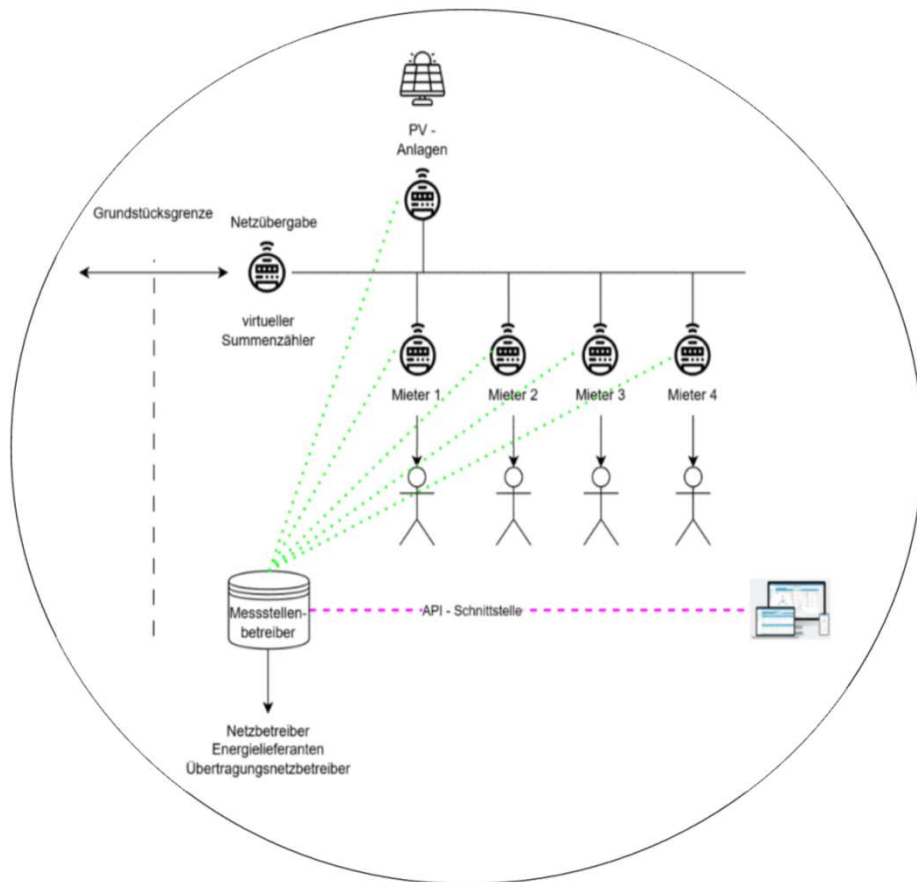 PV -
Anlagen
Grundstücksgrenze
Netzübergabe
virtueller
Summenzähler
Mieter 1.
Mieter 2
Mieter 3
Mieter 4
Messstellen-
betreiber
API - Schnittstelle
Netzbetreiber
Energielieferanten
Übertragungsnetzbetreiber